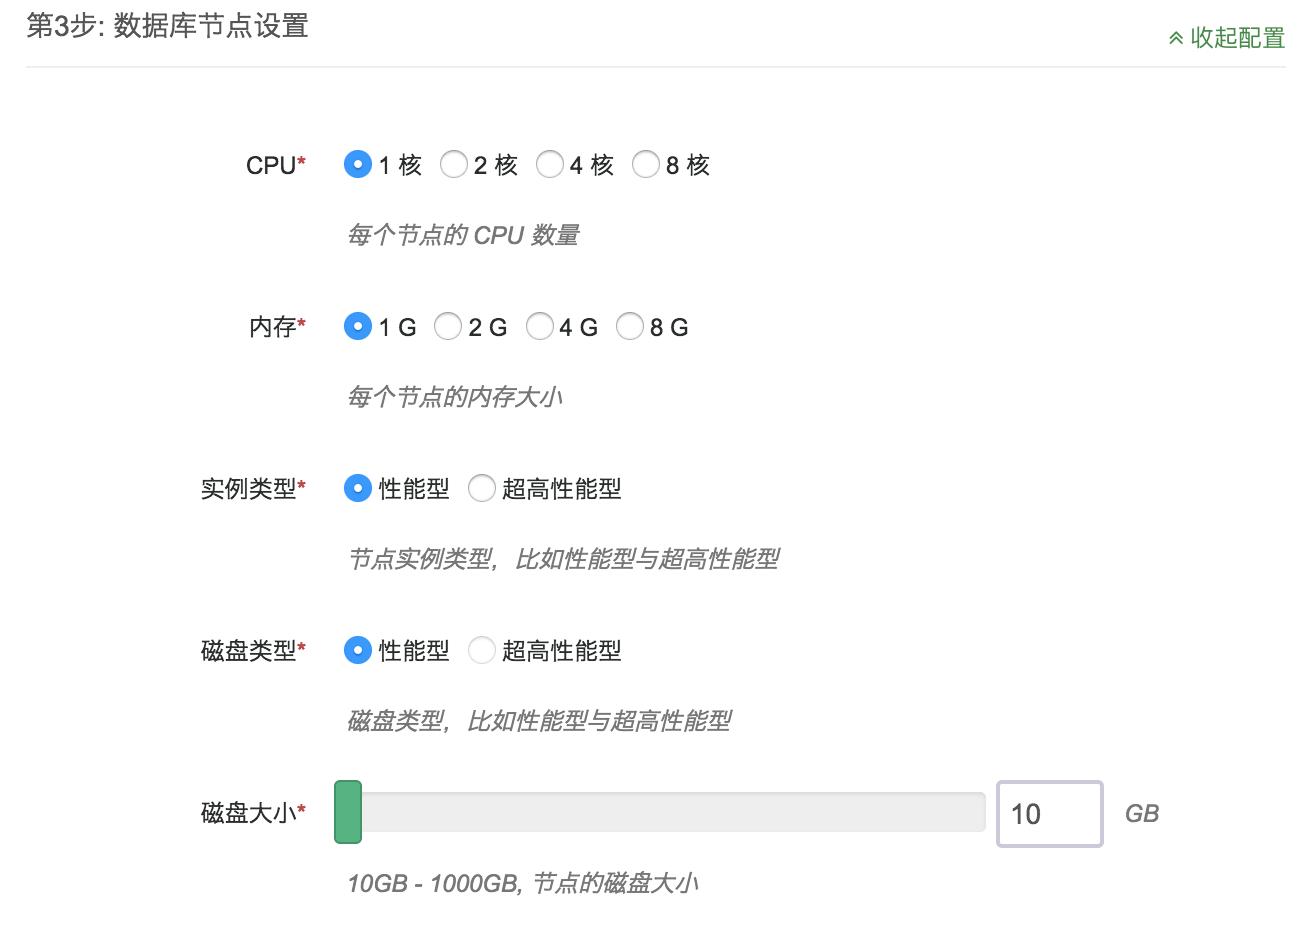 第3步: 数据库节点设置
收起配置
CPU* 1 核 2 核 4 核 8 核
每个节点的 CPU 数量
内存* 1 G 2 G 4 G 8 G
每个节点的内存大小
实例类型* 性能型 超高性能型
节点实例类型，比如性能型与超高性能型
磁盘类型* 性能型 超高性能型
磁盘类型，比如性能型与超高性能型
磁盘大小* 10 GB
10GB - 1000GB, 节点的磁盘大小